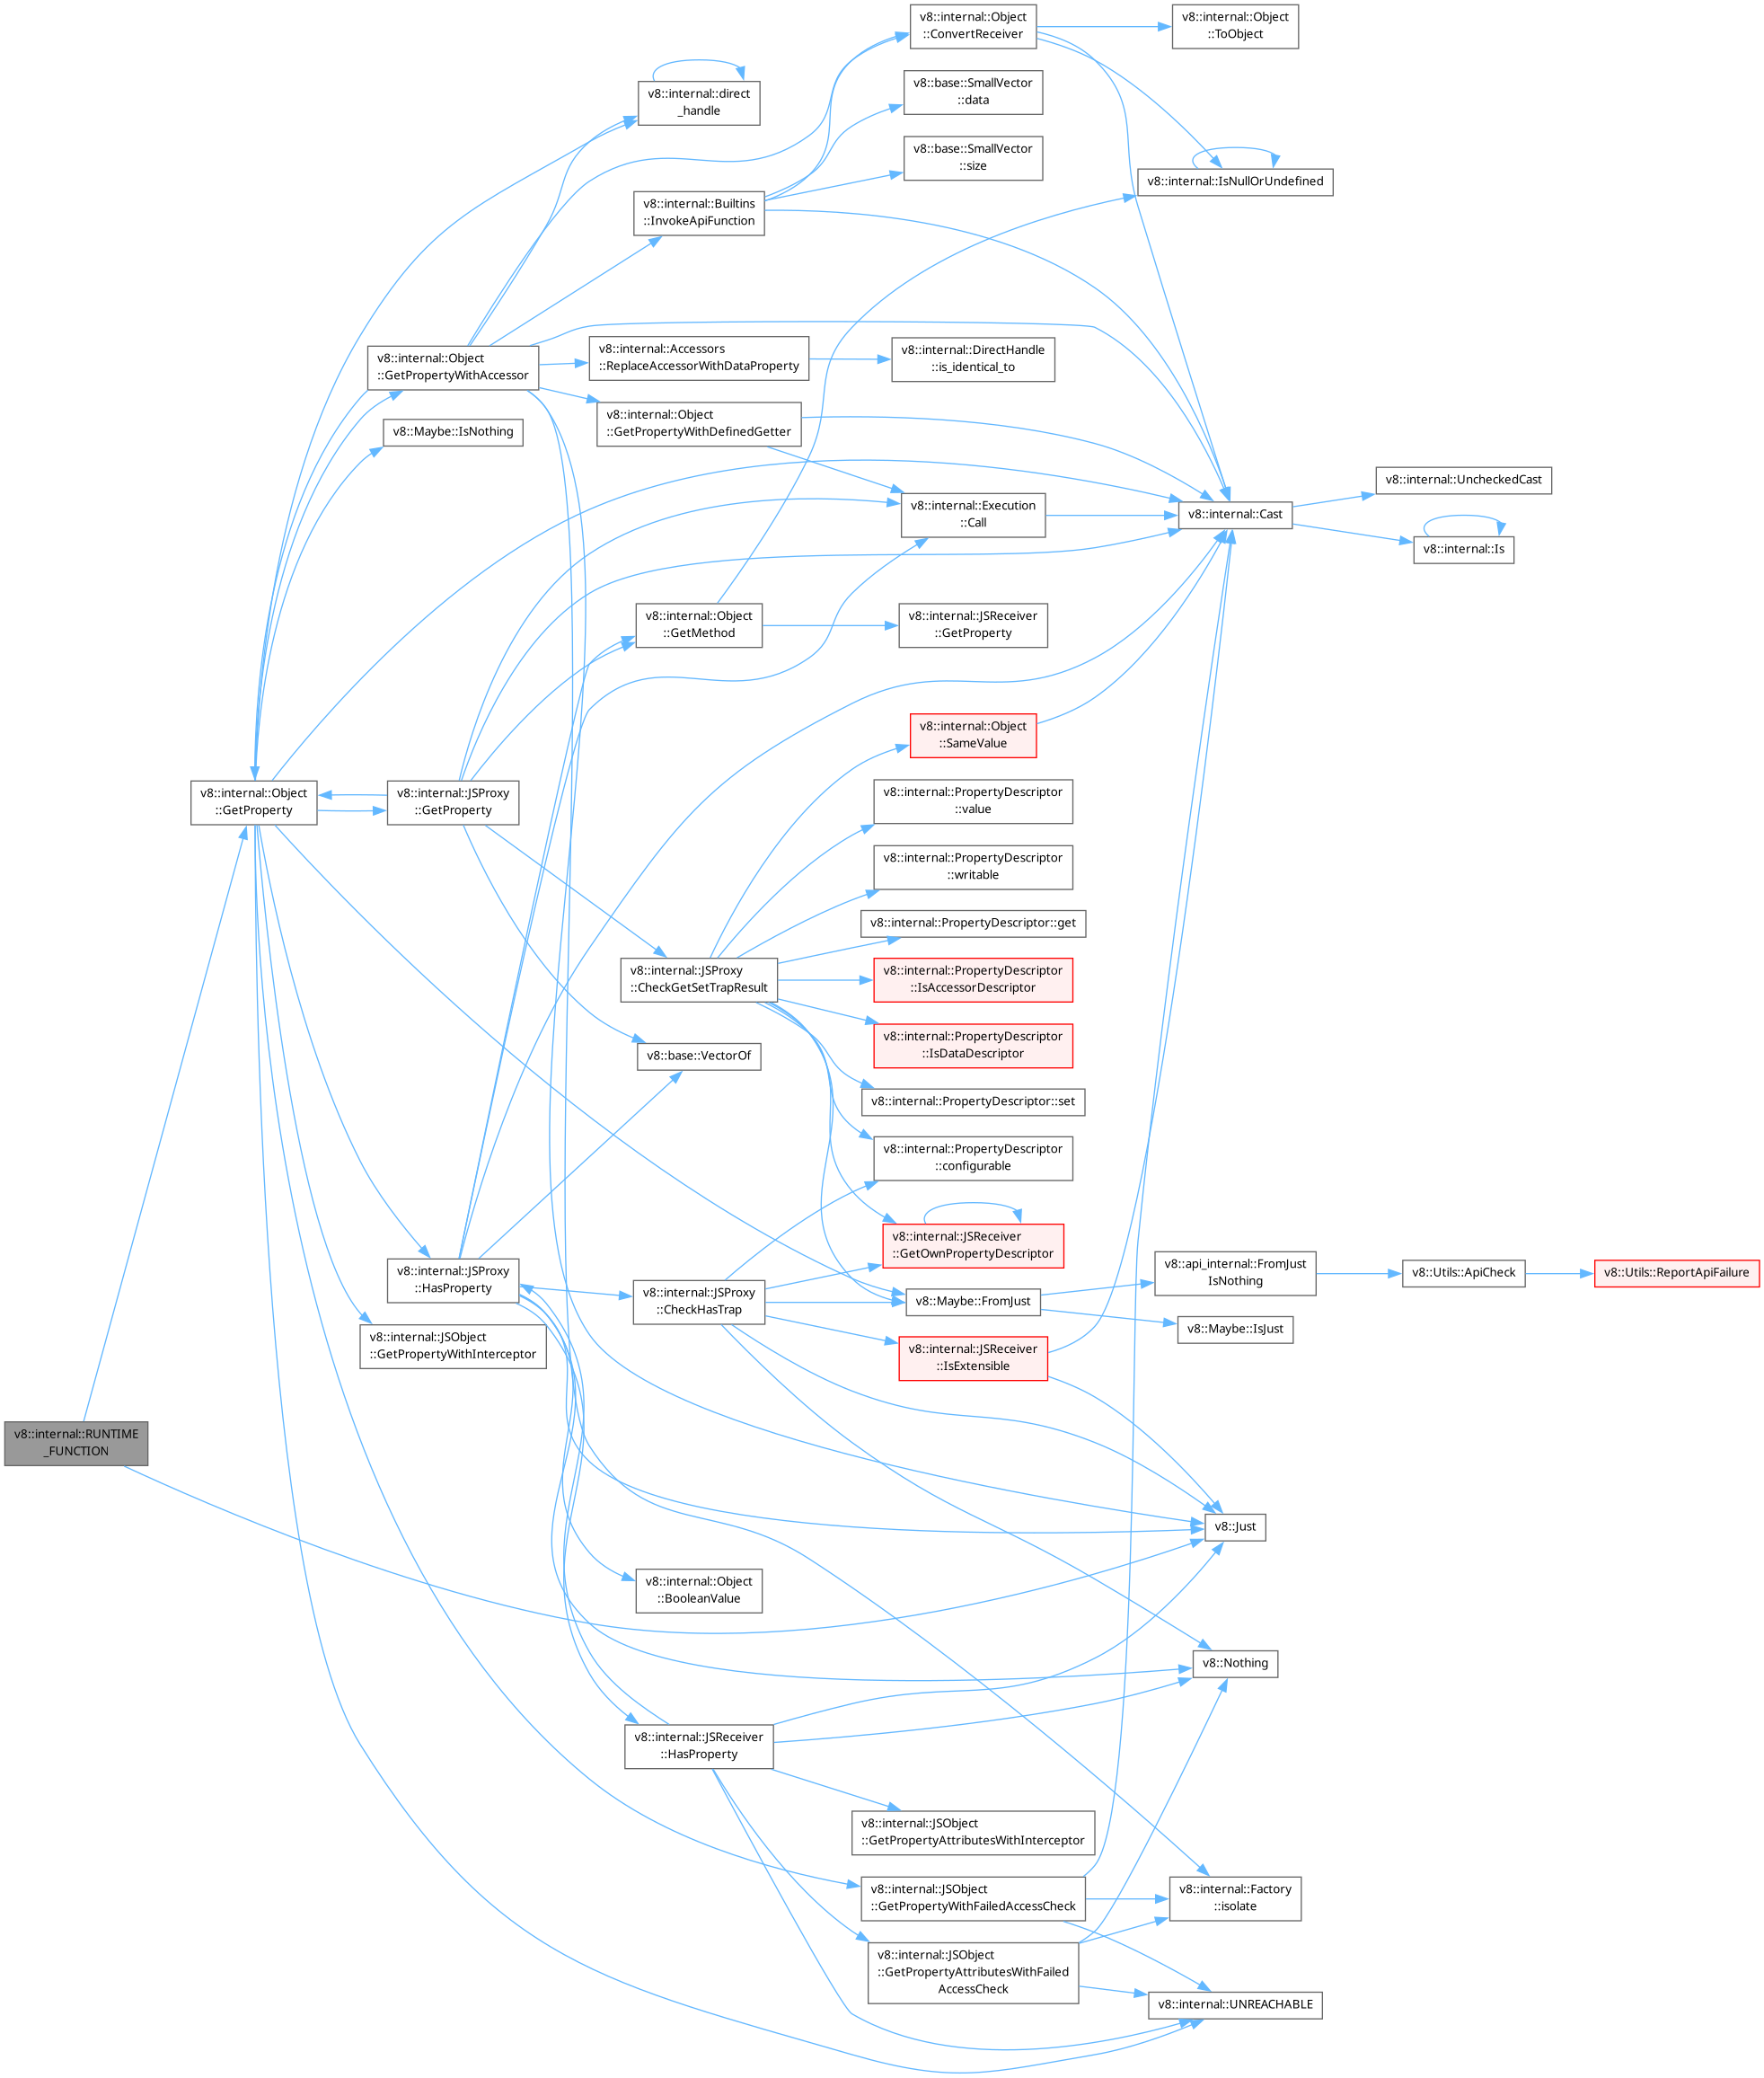 v8::internal::Object
::ConvertReceiver
v8::internal::Object
::ToObject
v8::internal::direct
_handle
v8::base::SmallVector
::data
v8::base::SmallVector
::size
v8::internal::IsNullOrUndefined
v8::internal::Builtins
::InvokeApiFunction
v8::internal::Object
::GetPropertyWithAccessor
v8::internal::Accessors
::ReplaceAccessorWithDataProperty
v8::internal::DirectHandle
::is_identical_to
v8::Maybe::IsNothing
v8::internal::Object
::GetPropertyWithDefinedGetter
v8::internal::UncheckedCast
v8::internal::Execution
::Call
v8::internal::Cast
v8::internal::Is
v8::internal::Object
::GetMethod
v8::internal::JSReceiver
::GetProperty
v8::internal::Object
::SameValue
v8::internal::Object
::GetProperty
v8::internal::JSProxy
::GetProperty
v8::internal::PropertyDescriptor
::value
v8::internal::PropertyDescriptor
::writable
v8::internal::PropertyDescriptor::get
v8::internal::JSProxy
::CheckGetSetTrapResult
v8::internal::PropertyDescriptor
::IsAccessorDescriptor
v8::internal::PropertyDescriptor
::IsDataDescriptor
v8::base::VectorOf
v8::internal::PropertyDescriptor::set
v8::internal::PropertyDescriptor
::configurable
v8::internal::JSReceiver
::GetOwnPropertyDescriptor
v8::internal::JSProxy
::HasProperty
v8::internal::JSProxy
::CheckHasTrap
v8::Maybe::FromJust
v8::api_internal::FromJust
IsNothing
v8::Utils::ApiCheck
v8::Utils::ReportApiFailure
v8::Maybe::IsJust
v8::internal::JSObject
::GetPropertyWithInterceptor
v8::internal::JSReceiver
::IsExtensible
v8::internal::RUNTIME
_FUNCTION
v8::Just
v8::internal::Object
::BooleanValue
v8::Nothing
v8::internal::JSReceiver
::HasProperty
v8::internal::JSObject
::GetPropertyAttributesWithInterceptor
v8::internal::JSObject
::GetPropertyWithFailedAccessCheck
v8::internal::Factory
::isolate
v8::internal::JSObject
::GetPropertyAttributesWithFailed
AccessCheck
v8::internal::UNREACHABLE